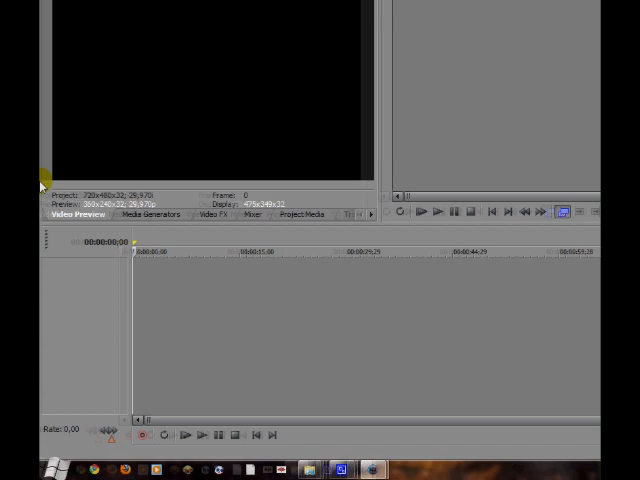 Project: 720x480x32; 29,970i Frame: 0
Preview: 360x240x32; 29,970p Display: 475x349x32
Video Preview Media Generators Video FX Mixer Project Media
00:00:00;00
0:00:00;00 00:00:15;00 00:00:29;29 00:00:44;29 00:00:59;28
Rate: 0,00